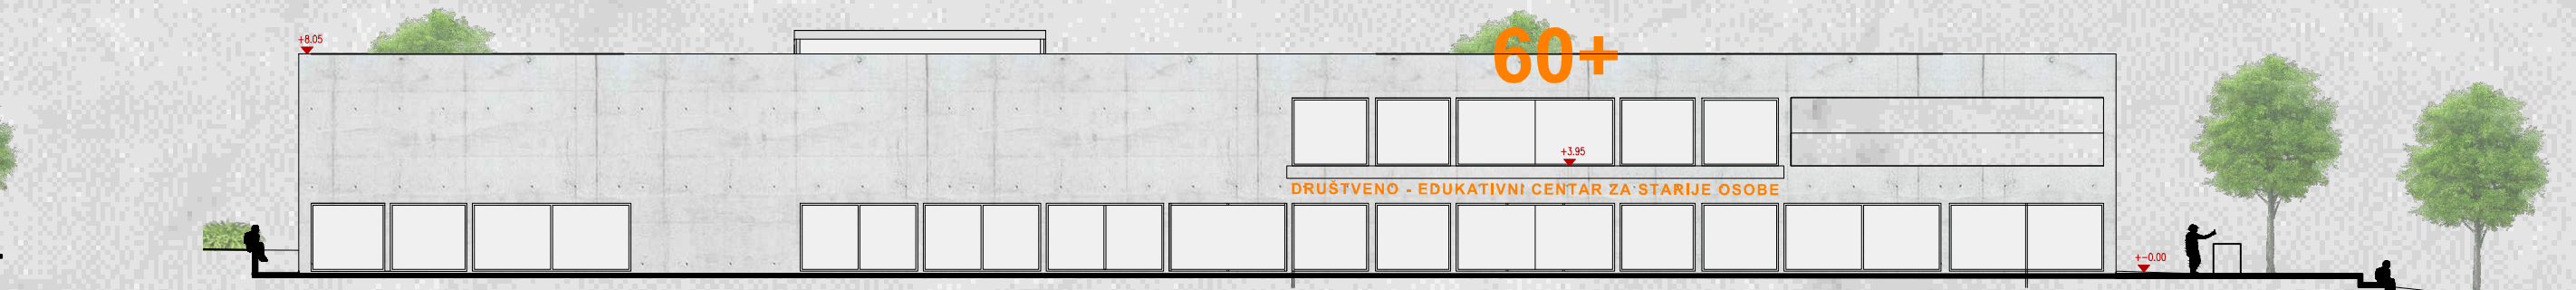 +8.05
60+
+3.95
DRUŠTVENO - EDUKATIVNI CENTAR ZA STARIJE OSOBE
+-0.00